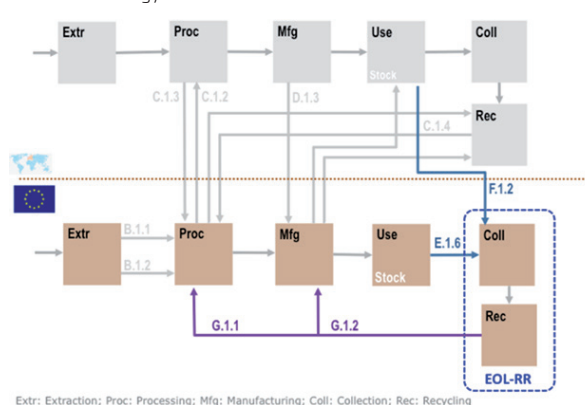 Extr
Proc
Mfg
Use
Coll
Stock
C.1.3
C.1.2
D.1.3
Rec
C.1.4
F.1.2
Extr
B.1.1
Proc
Mfg
Use
E.1.6
Coll
B.1.2
Stock
Rec
G.1.1
G.1.2
EOL-RR
Extr: Extraction; Proc: Processing; Mfg: Manufacturing; Coll: Collection; Rec: Recycling